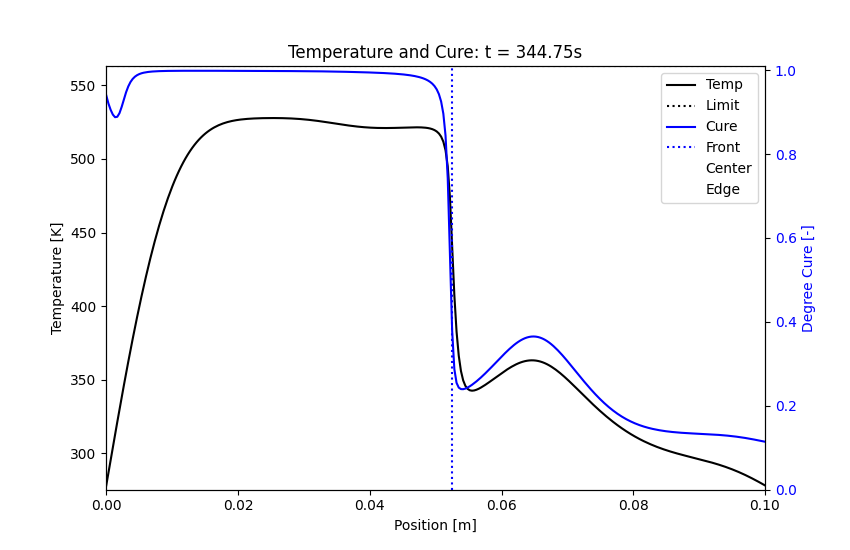 Temperature and Cure: t = 344.75s
550
500
450
400
350
300
Temperature [K]
1.0
0.8
0.6
0.4
0.2
0.0
Degree Cure [-]
Temp
Limit
Cure
Front
Center
Edge
0.00
0.02
0.04
0.06
0.08
0.10
Position [m]